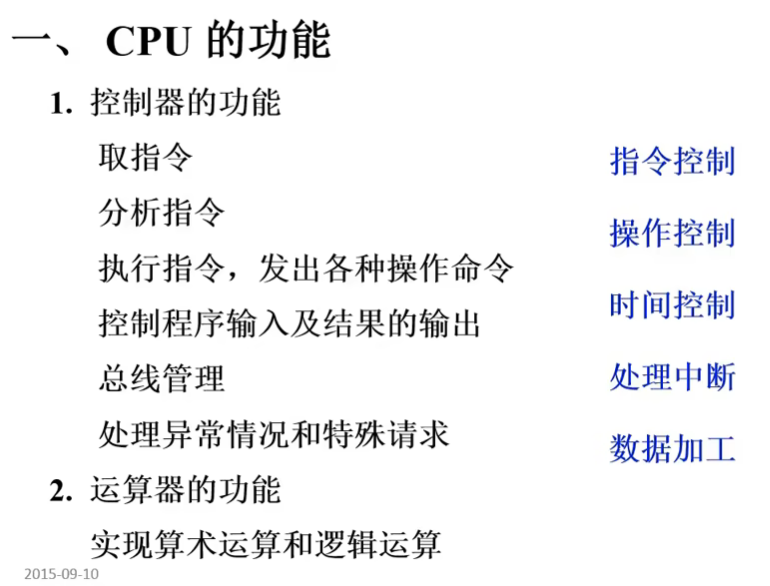 一、 CPU 的功能
1. 控制器的功能
取指令
分析指令
执行指令，发出各种操作命令
控制程序输入及结果的输出
总线管理
处理异常情况和特殊请求
2. 运算器的功能
实现算术运算和逻辑运算
指令控制
操作控制
时间控制
处理中断
数据加工
2015-09-10